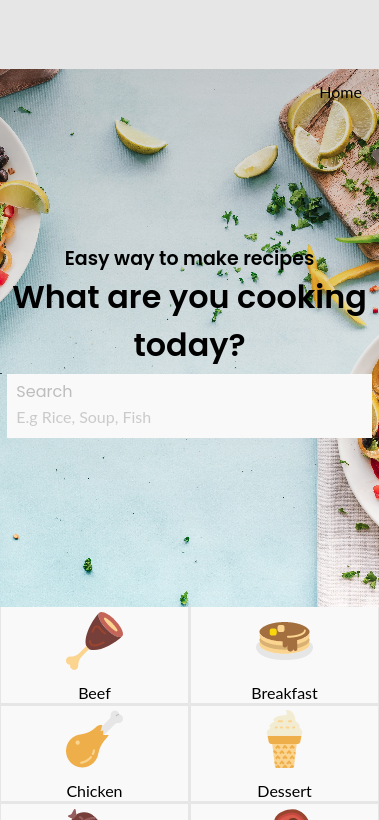 Home
Easy way to make recipes
What are you cooking
today?
Search
E.g Rice, Soup, Fish
Beef
Breakfast
Chicken
Dessert